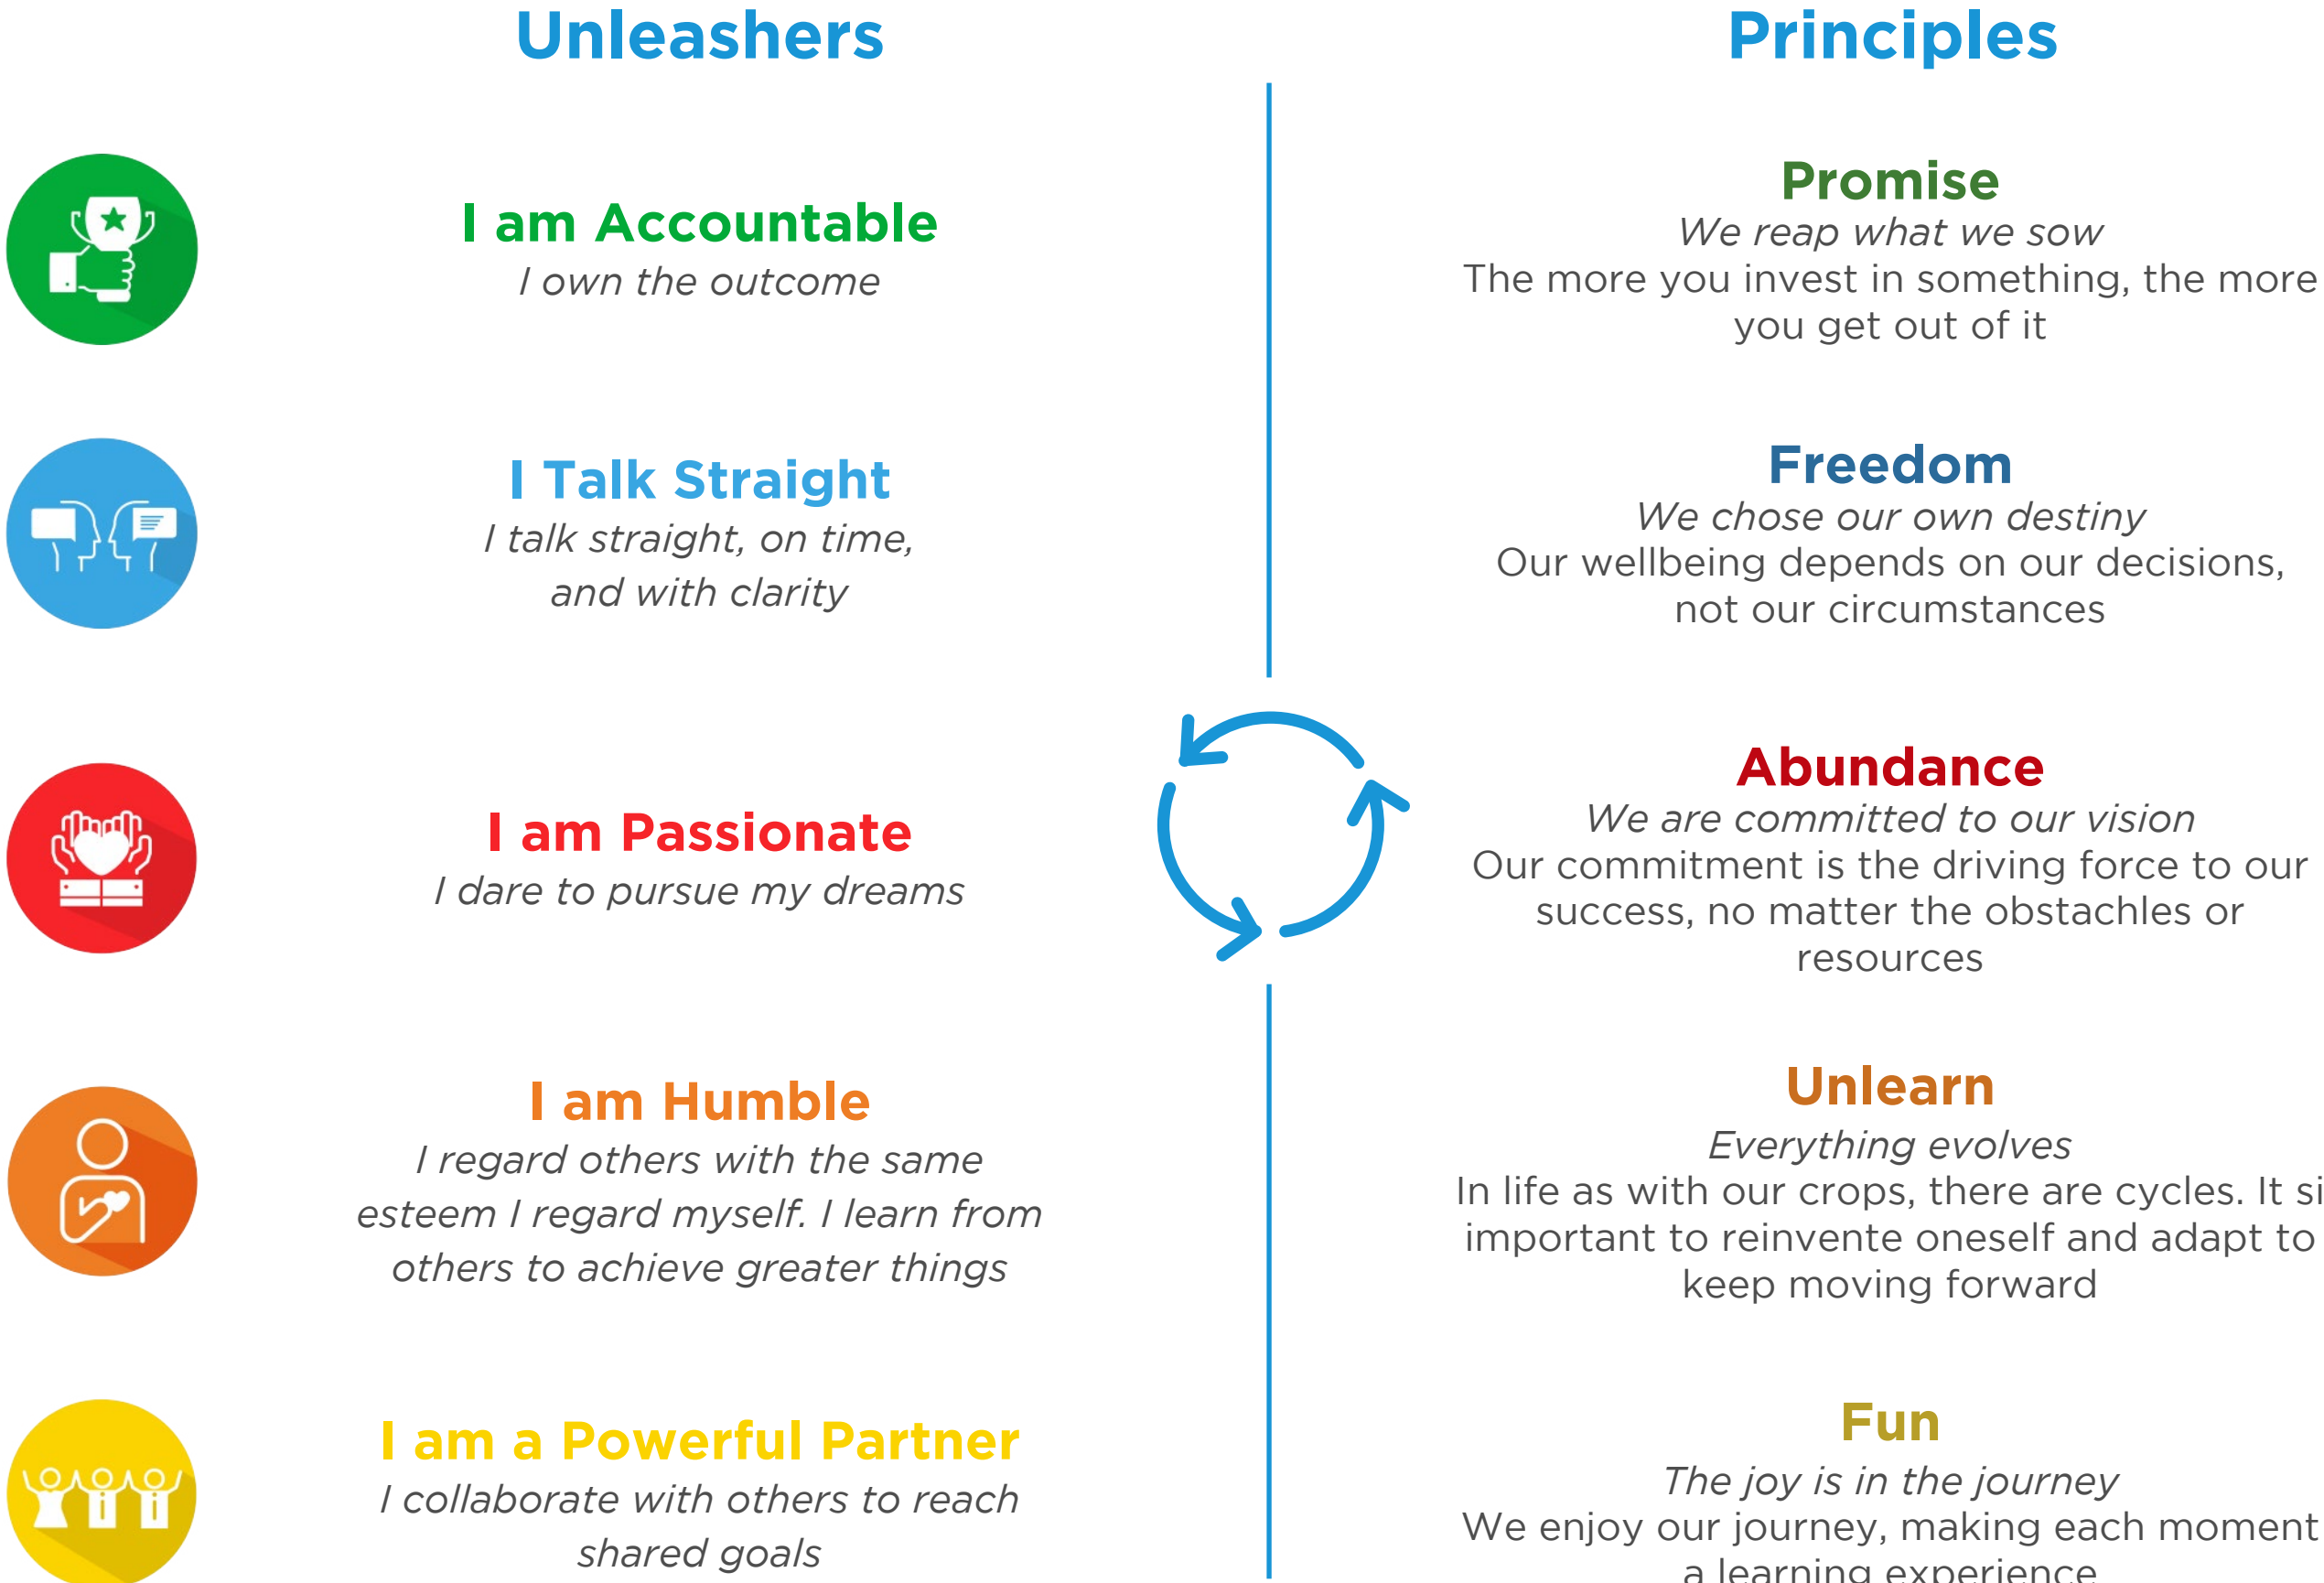 Unleashers
I am Accountable
I own the outcome
I Talk Straight
I talk straight, on time,
and with clarity
I am Passionate
I dare to pursue my dreams
I am Humble
I regard others with the same
esteem I regard myself. I learn from
others to achieve greater things
I am a Powerful Partner
I collaborate with others to reach
shared goals
Principles
Promise
We reap what we sow
The more you invest in something, the more
you get out of it
Freedom
We chose our own destiny
Our wellbeing depends on our decisions,
not our circumstances
Abundance
We are committed to our vision
Our commitment is the driving force to our
success, no matter the obstachles or
resources
Unlearn
Everything evolves
In life as with our crops, there are cycles. It si
important to reinvente oneself and adapt to
keep moving forward
Fun
The joy is in the journey
We enjoy our journey, making each moment
a learning experience